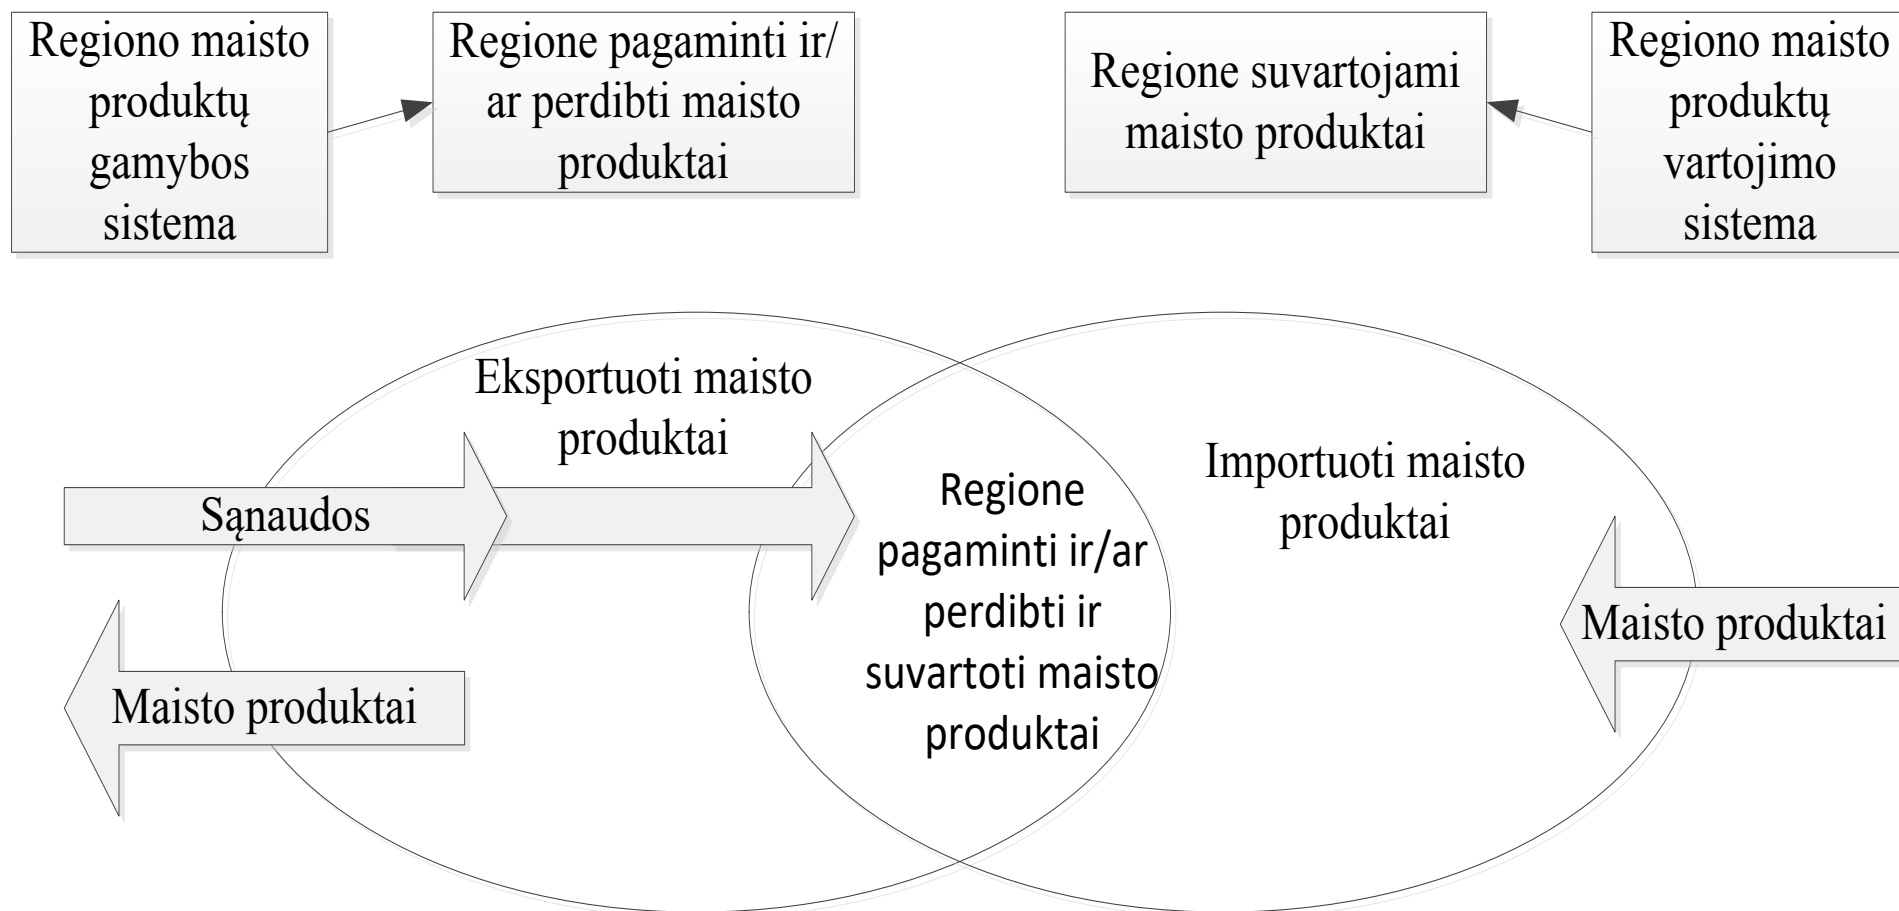 Regiono maisto
produktų
gamybos
sistema
Regione pagaminti ir/
ar perdibti maisto
produktai
Regione suvartojami
maisto produktai
Regiono maisto
produktų
vartojimo
sistema
Eksportuoti maisto
produktai
Sąnaudos
Maisto produktai
Regione
pagaminti ir/ar
perdibti ir
suvartoti maisto
produktai
Importuoti maisto
produktai
Maisto produktai